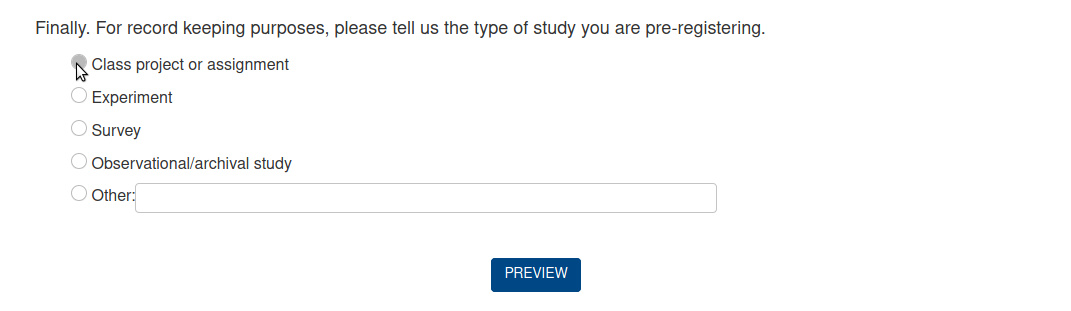 Finally. For record keeping purposes, please tell us the type of study you are pre-registering.
Class project or assignment
Experiment
Survey
Observational/archival study
Other:
PREVIEW